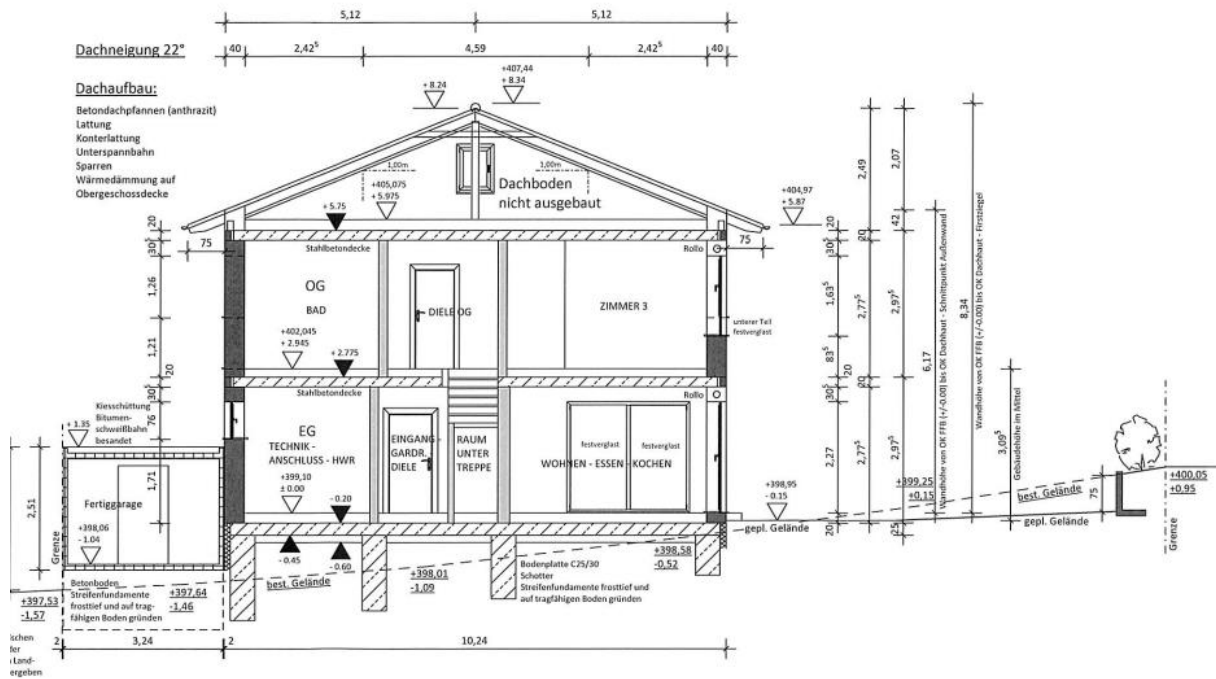 5,12
5,12
Dachneigung 22°
40
2,42⁵
4,59
2,42⁵
40
Dachaufbau:
Betondachpfannen (anthrazit)
Lattung
Konterlattung
Unterspannbahn
Sparren
Wärmedämmung auf
Obergeschossdecke
+ 8.24
+407,44
+ 8.34
1,00m
1,00m
Dachboden
nicht ausgebaut
+405,075
+ 5.975
+ 5.75
+404,97
+ 5.87
75
75
Stahlbetondecke
Rollo
OG
BAD
DIELE OG
ZIMMER 3
unterer Teil
festverglast
+402,045
+ 2.945
+ 2.775
20
30⁵
1,26
1,21
20
30⁵
76
1,71
Stahlbetondecke
Rollo
EG
TECHNIK -
ANSCHLUSS - HWR
EINGANG -
GARDR.
DIELE
RAUM
UNTER
TREPPE
festverglast
festverglast
WOHNEN - ESSEN - KOCHEN
+399,10
± 0.00
- 0.20
+398,95
- 0.15
Kiesschüttung
Bitumen-
schweißbahn
besandet
+ 1.35
Fertiggarage
2,51
Grenze
+398,06
- 1.04
20
30⁵
1,63⁵
83⁵
20
30⁵
2,27
20
2,49
20
2,77⁵
20
2,77⁵
2,07
42
2,97⁵
2,97⁵
25
6,17
Wandhöhe von OK FFB (+/-0.00) bis OK Dachhaut - Schnittpunkt Außenwand
8,34
Wandhöhe von OK FFB (+/-0.00) bis OK Dachhaut - Firstziegel
3,09⁵
Gebäudehöhe im Mittel
+399,25
+0,15
best. Gelände
gepl. Gelände
75
+400,05
+0,95
Grenze
- 0.45
- 0.60
best. Gelände
+398,01
-1,09
+398,58
-0,52
Bodenplatte C25/30
Schotter
Streifenfundamente frosttief und
auf tragfähigen Boden gründen
Betonboden
Streifenfundamente
frosttief und auf trag-
fähigen Boden gründen
+397,64
-1,46
+397,53
-1,57
2
3,24
2
10,24
der
Land-
ergeben